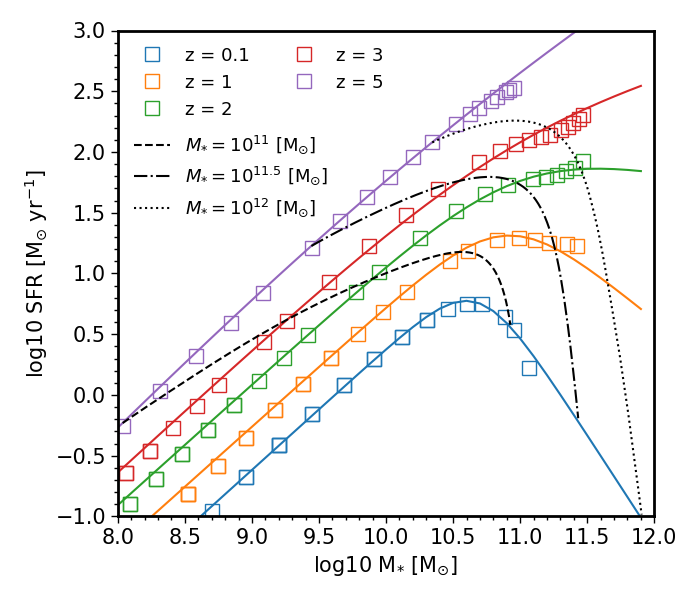 3.0
2.5
2.0
1.5
1.0
0.5
0.0
−0.5
−1.0
log10 SFR [M⊙ yr⁻¹]
z = 0.1
z = 1
z = 2
z = 3
z = 5
M* = 10¹¹ [M⊙]
M* = 10¹¹·⁵ [M⊙]
M* = 10¹² [M⊙]
8.0 8.5 9.0 9.5 10.0 10.5 11.0 11.5 12.0
log10 M* [M⊙]